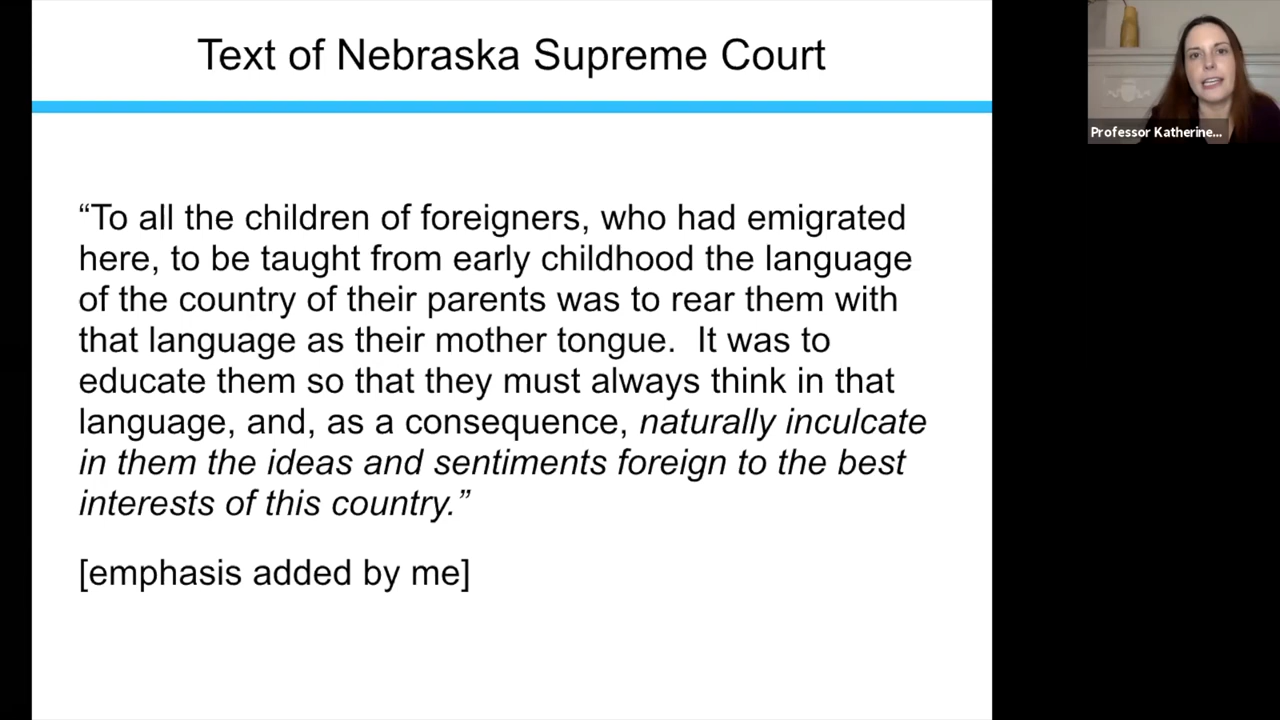 Text of Nebraska Supreme Court
“To all the children of foreigners, who had emigrated
here, to be taught from early childhood the language
of the country of their parents was to rear them with
that language as their mother tongue.  It was to
educate them so that they must always think in that
language, and, as a consequence, naturally inculcate
in them the ideas and sentiments foreign to the best
interests of this country.”
[emphasis added by me]
Professor Katherine...